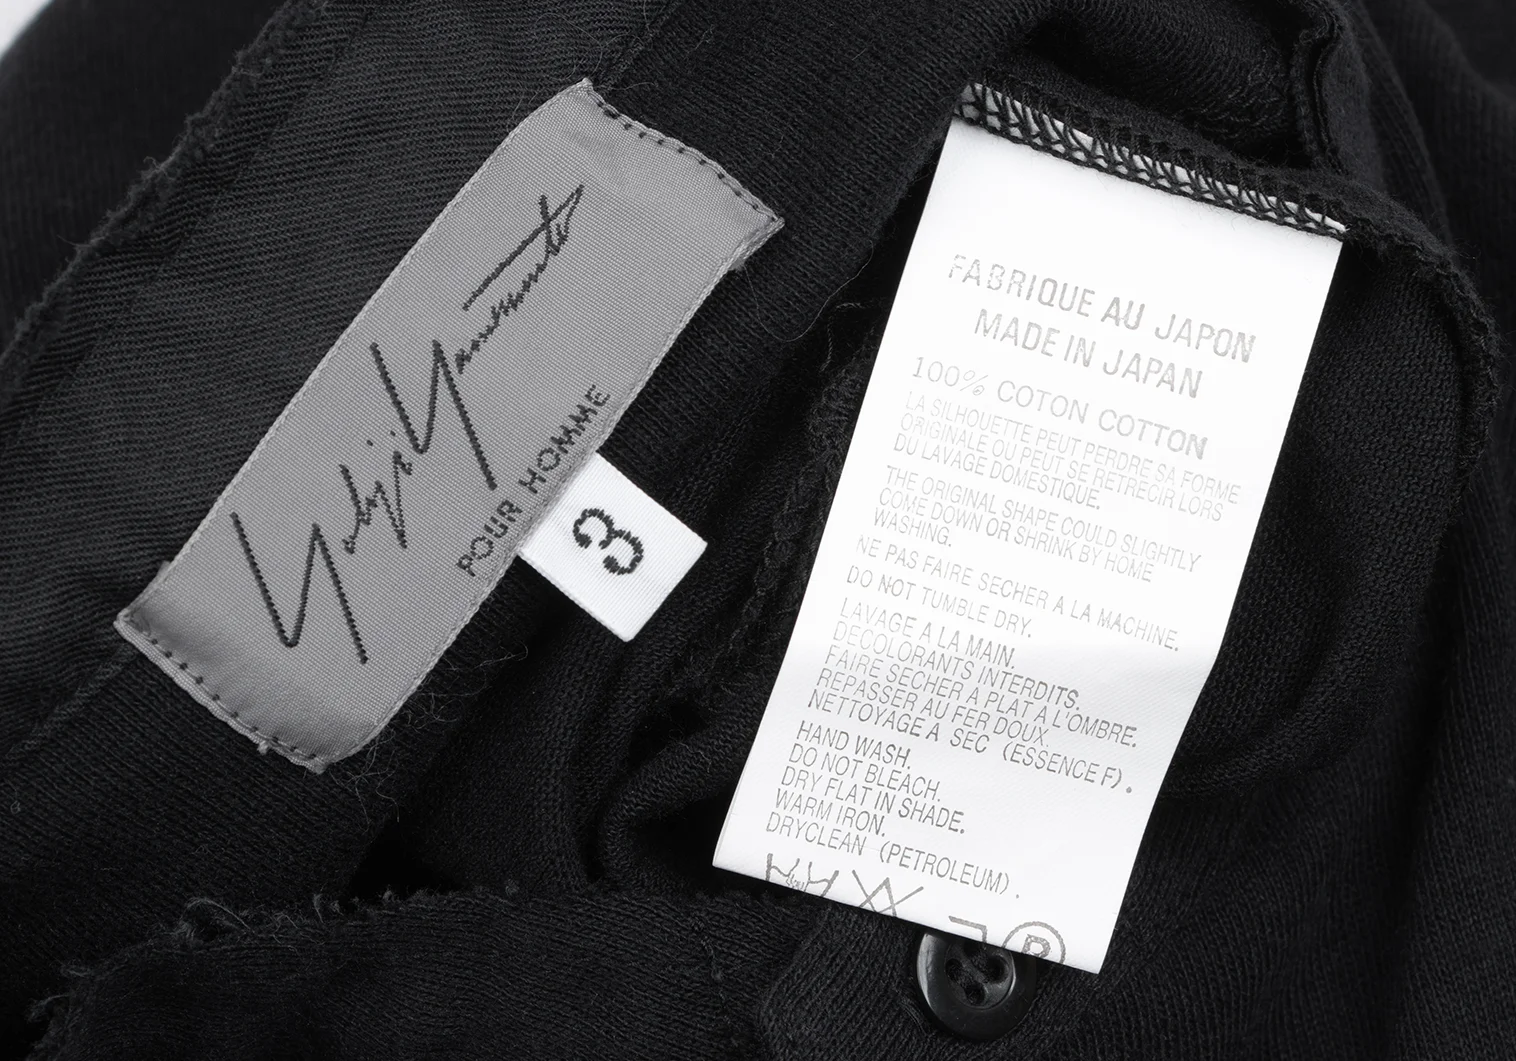 Yohji Yamamoto
POUR HOMME
3
FABRIQUE AU JAPON
MADE IN JAPAN
100% COTON COTTON
LA SILHOUETTE PEUT PERDRE SA FORME
ORIGINALE OU PEUT SE RETRECIR LORS
DU LAVAGE DOMESTIQUE.
THE ORIGINAL SHAPE COULD SLIGHTLY
COME DOWN OR SHRINK BY HOME
WASHING.
NE PAS FAIRE SECHER A LA MACHINE.
DO NOT TUMBLE DRY.
LAVAGE A LA MAIN.
DECOLORANTS INTERDITS.
FAIRE SECHER A PLAT A L'OMBRE.
REPASSER AU FER DOUX.
NETTOYAGE A SEC (ESSENCE F).
HAND WASH.
DO NOT BLEACH.
DRY FLAT IN SHADE.
WARM IRON.
DRYCLEAN (PETROLEUM).